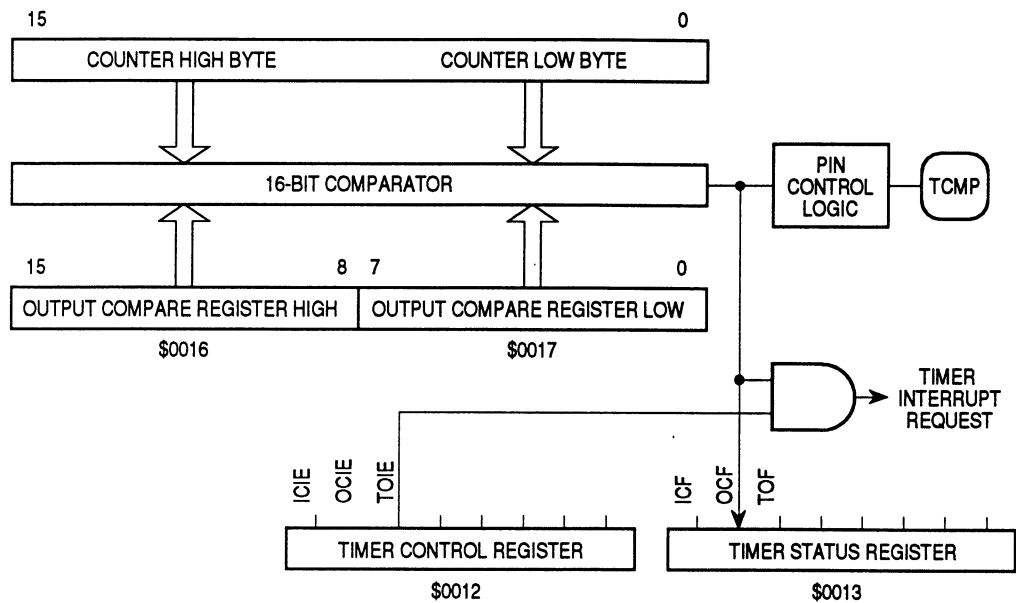 15 0
COUNTER HIGH BYTE COUNTER LOW BYTE
16-BIT COMPARATOR
PIN
CONTROL
LOGIC
TCMP
15 8 7 0
OUTPUT COMPARE REGISTER HIGH OUTPUT COMPARE REGISTER LOW
$0016 $0017
TIMER
INTERRUPT
REQUEST
ICIE
OCIE
TOIE
ICF
OCF
TOF
TIMER CONTROL REGISTER
TIMER STATUS REGISTER
$0012
$0013